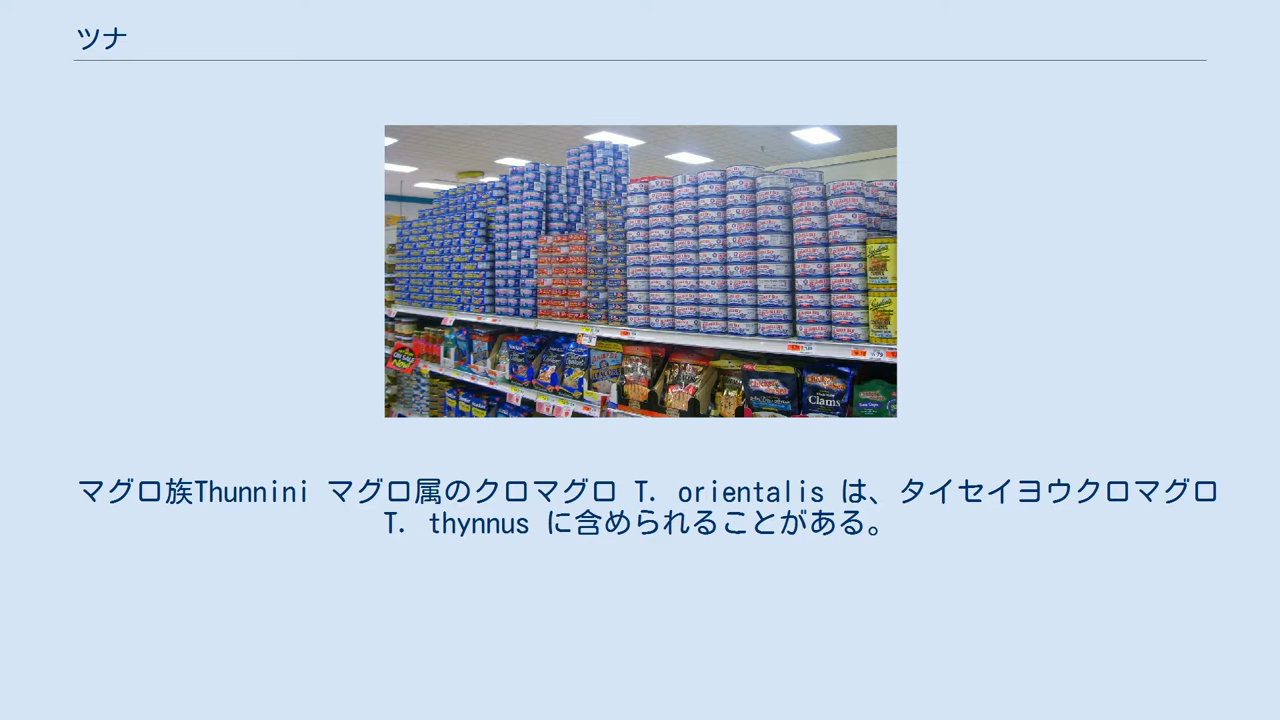 ツナ
Clams
マグロ族Thunnini マグロ属のクロマグロ T. orientalis は、タイセイヨウクロマグロ
T. thynnus に含められることがある。